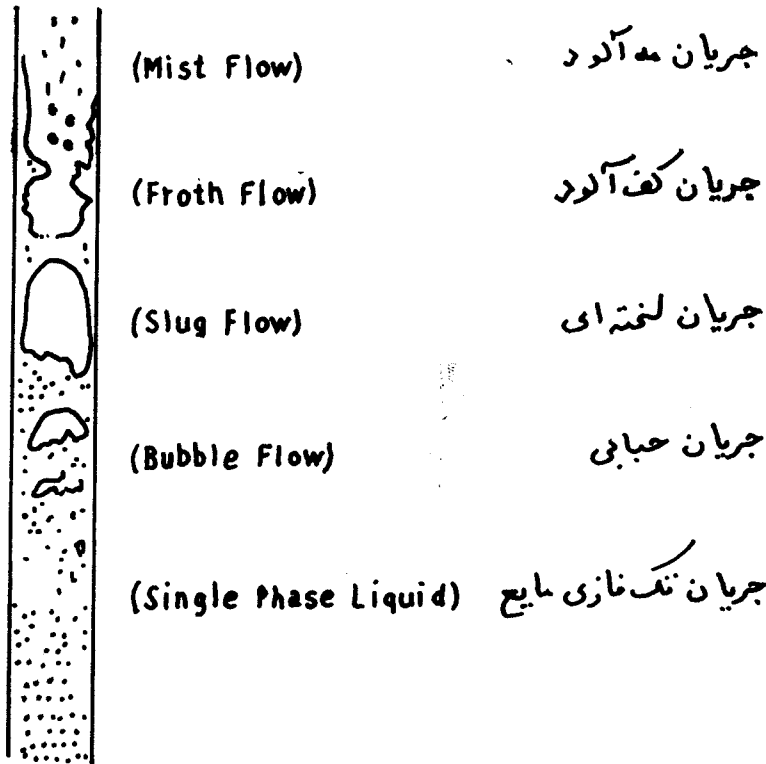 (Mist Flow) جریان مه آلود
(Froth Flow) جریان کف آلود
(Slug Flow) جریان لخته ای
(Bubble Flow) جریان حبابی
(Single Phase Liquid) جریان تک فازی مایع